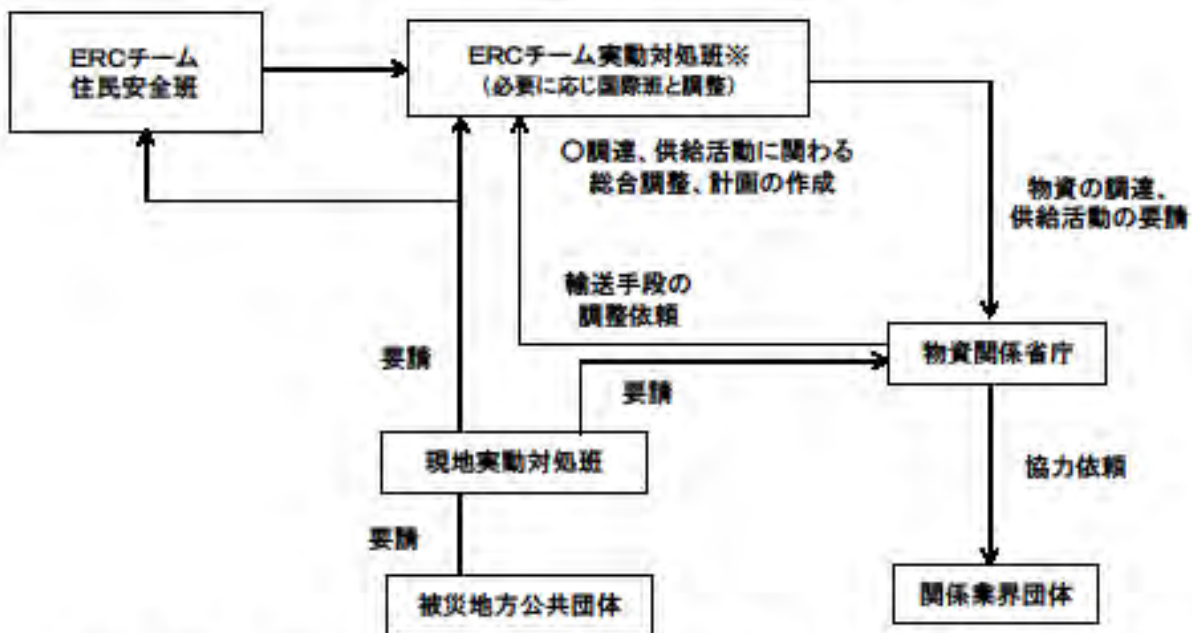 ERCチーム
住民安全班
ERCチーム実動対処班※
（必要に応じ国際班と調整）
〇調達、供給活動に関わる
総合調整、計画の作成
物資の調達、
供給活動の要請
輸送手段の
調整依頼
物資関係省庁
要請
要請
現地実動対処班
協力依頼
要請
被災地方公共団体
関係業界団体